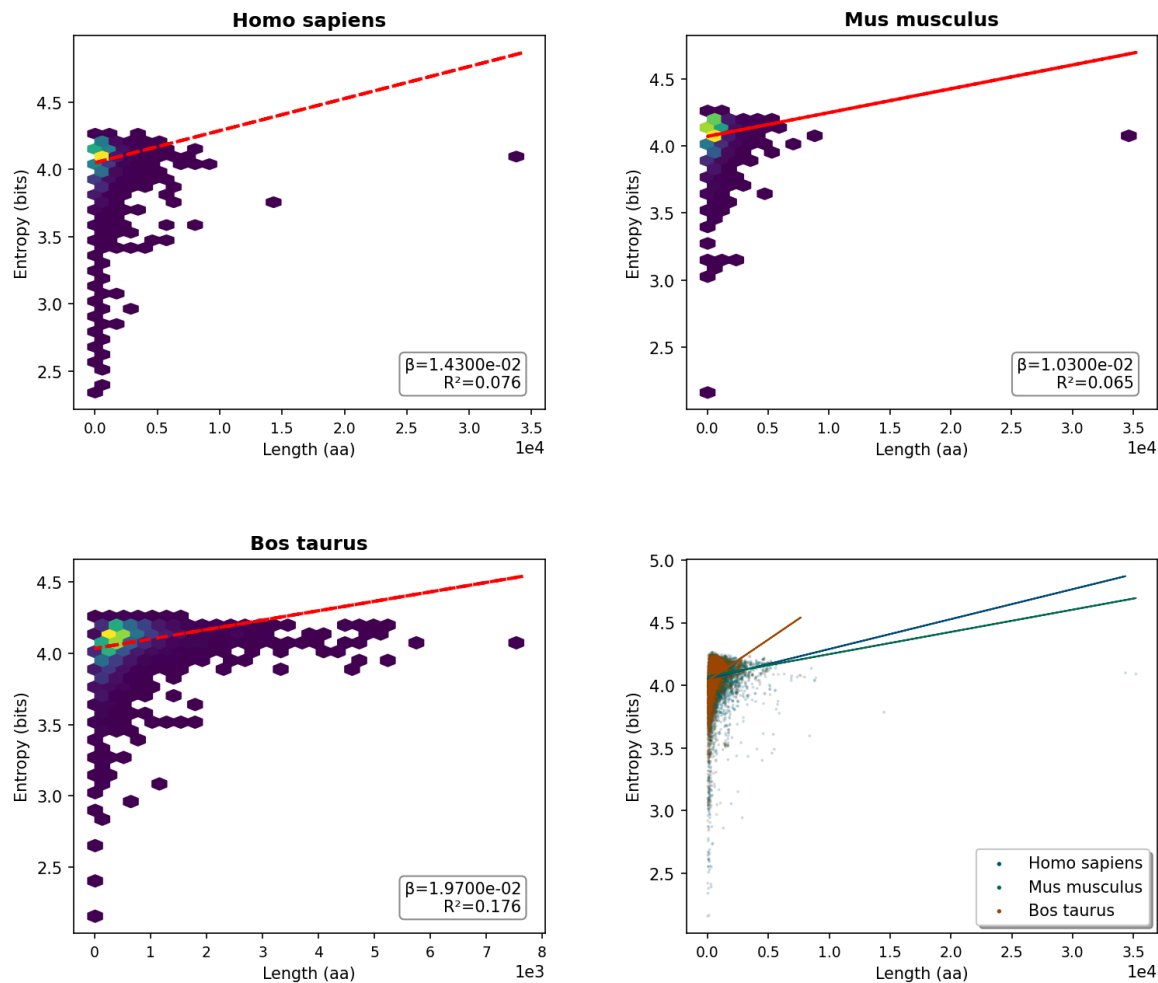 Homo sapiens
Entropy (bits)
4.5
4.0
3.5
3.0
2.5
β=1.4300e-02
R²=0.076
0.0 0.5 1.0 1.5 2.0 2.5 3.0 3.5
Length (aa)
1e4
Mus musculus
Entropy (bits)
4.5
4.0
3.5
3.0
2.5
β=1.0300e-02
R²=0.065
0.0 0.5 1.0 1.5 2.0 2.5 3.0 3.5
Length (aa)
1e4
Bos taurus
Entropy (bits)
4.5
4.0
3.5
3.0
2.5
β=1.9700e-02
R²=0.176
0 1 2 3 4 5 6 7 8
Length (aa)
1e3
Entropy (bits)
5.0
4.5
4.0
3.5
3.0
2.5
Homo sapiens
Mus musculus
Bos taurus
0.0 0.5 1.0 1.5 2.0 2.5 3.0 3.5
Length (aa)
1e4